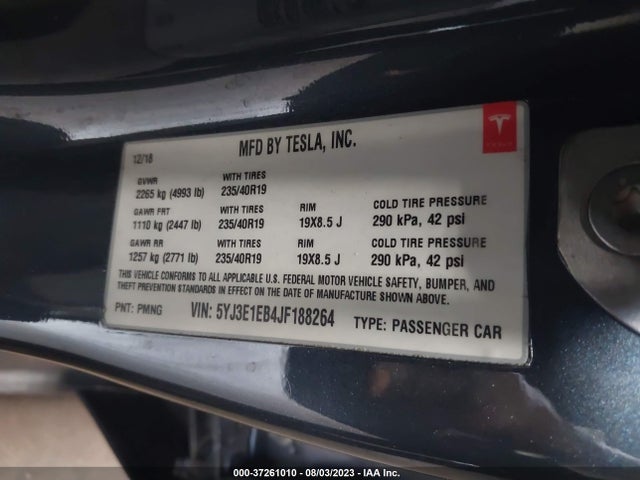 MFD BY TESLA, INC.
12/18
GVWR WITH TIRES
2265 kg (4993 lb) 235/40R19
GAWR FRT WITH TIRES RIM COLD TIRE PRESSURE
1110 kg (2447 lb) 235/40R19 19X8.5 J 290 kPa, 42 psi
GAWR RR WITH TIRES RIM COLD TIRE PRESSURE
1257 kg (2771 lb) 235/40R19 19X8.5 J 290 kPa, 42 psi
THIS VEHICLE CONFORMS TO ALL APPLICABLE U.S. FEDERAL MOTOR VEHICLE SAFETY, BUMPER, AND
THEFT PREVENTION STANDARDS IN EFFECT ON THE DATE OF MANUFACTURE SHOWN ABOVE.
PNT: PMNG VIN: 5YJ3E1EB4JF188264 TYPE: PASSENGER CAR
TESLA
000-37261010 - 08/03/2023 - IAA Inc.